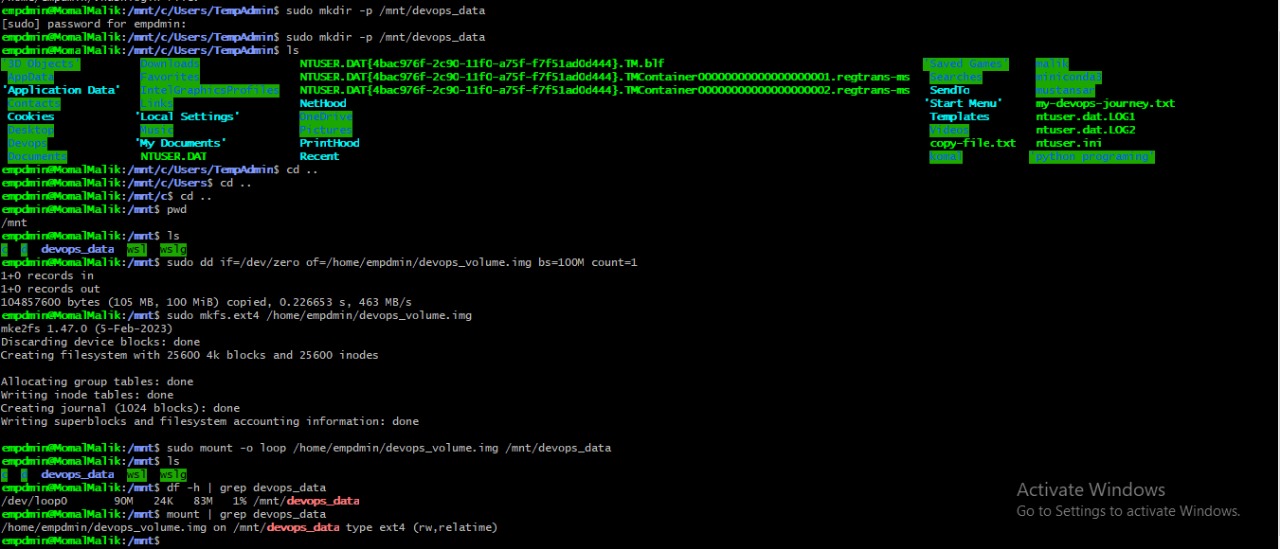 empdmin@MomalMalik:/mnt/c/Users/TempAdmin$ sudo mkdir -p /mnt/devops_data
[sudo] password for empdmin:
empdmin@MomalMalik:/mnt/c/Users/TempAdmin$ sudo mkdir -p /mnt/devops_data
empdmin@MomalMalik:/mnt/c/Users/TempAdmin$ ls
'3D Objects' Downloads NTUSER.DAT{4bac976f-2c90-11f0-a75f-f7f51ad0d444}.TM.blf 'Saved Games' malik
AppData Favorites NTUSER.DAT{4bac976f-2c90-11f0-a75f-f7f51ad0d444}.TMContainer00000000000000000001.regtrans-ms Searches miniconda3
'Application Data' IntelGraphicsProfiles NTUSER.DAT{4bac976f-2c90-11f0-a75f-f7f51ad0d444}.TMContainer00000000000000000002.regtrans-ms SendTo mustansar
Contacts Links NetHood 'Start Menu' my-devops-journey.txt
Cookies 'Local Settings' OneDrive Templates ntuser.dat.LOG1
Desktop Music Pictures Videos ntuser.dat.LOG2
Devops 'My Documents' PrintHood copy-file.txt ntuser.ini
Documents NTUSER.DAT Recent komal 'python programing'
empdmin@MomalMalik:/mnt/c/Users/TempAdmin$ cd ..
empdmin@MomalMalik:/mnt/c/Users$ cd ..
empdmin@MomalMalik:/mnt/c$ cd ..
empdmin@MomalMalik:/mnt$ pwd
/mnt
empdmin@MomalMalik:/mnt$ ls
devops_data wsl wslg
empdmin@MomalMalik:/mnt$ sudo dd if=/dev/zero of=/home/empdmin/devops_volume.img bs=100M count=1
1+0 records in
1+0 records out
104857600 bytes (105 MB, 100 MiB) copied, 0.226653 s, 463 MB/s
empdmin@MomalMalik:/mnt$ sudo mkfs.ext4 /home/empdmin/devops_volume.img
mke2fs 1.47.0 (5-Feb-2023)
Discarding device blocks: done
Creating filesystem with 25600 4k blocks and 25600 inodes
Allocating group tables: done
Writing inode tables: done
Creating journal (1024 blocks): done
Writing superblocks and filesystem accounting information: done
empdmin@MomalMalik:/mnt$ sudo mount -o loop /home/empdmin/devops_volume.img /mnt/devops_data
empdmin@MomalMalik:/mnt$ ls
devops_data wsl wslg
empdmin@MomalMalik:/mnt$ df -h | grep devops_data
/dev/loop0 90M 24K 83M 1% /mnt/devops_data
empdmin@MomalMalik:/mnt$ mount | grep devops_data
/home/empdmin/devops_volume.img on /mnt/devops_data type ext4 (rw,relatime)
empdmin@MomalMalik:/mnt$
Activate Windows
Go to Settings to activate Windows.